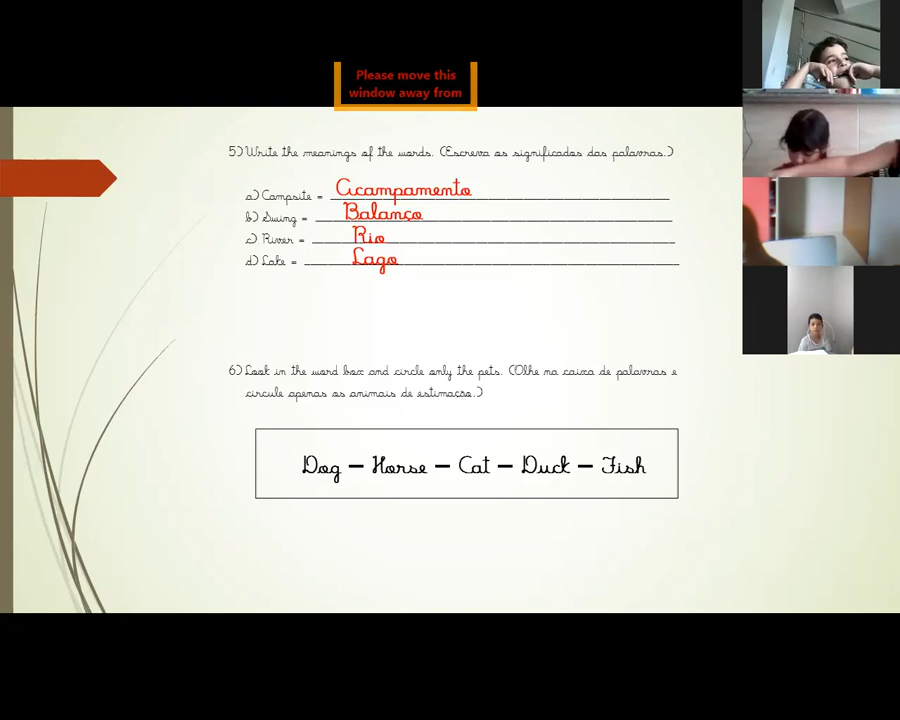 Please move this
window away from
5) Write the meanings of the words. (Escreva os significados das palavras.)
a) Campsite = Acampamento
b) Swing = Balanço
c) River = Rio
d) Lake = Lago
6) Look in the word box and circle only the pets. (Olhe na caixa de palavras e
circule apenas os animais de estimação.)
Dog – Horse – Cat – Duck – Fish